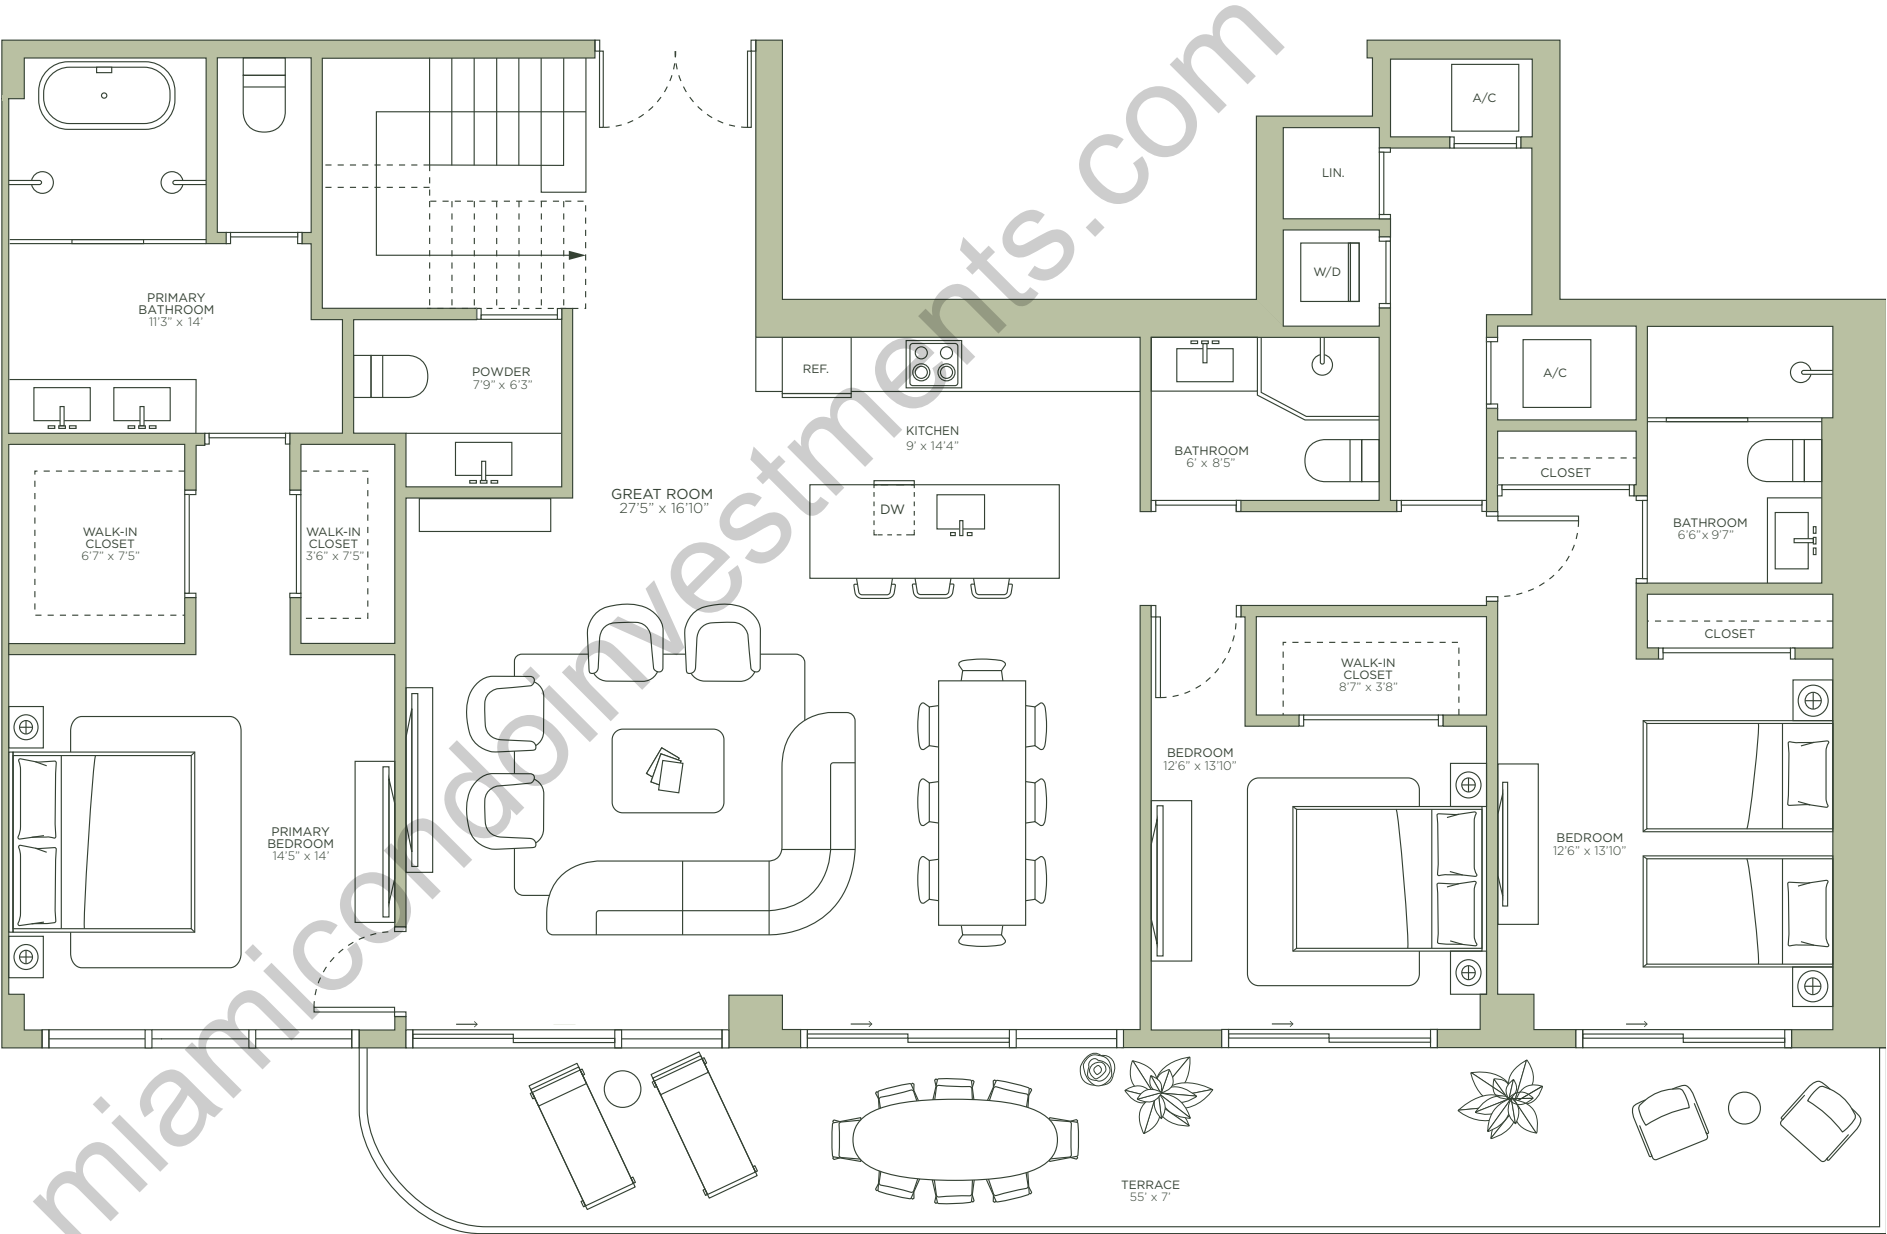 A/C
LIN.
W/D
PRIMARY
BATHROOM
11'3" x 14'
POWDER
7'9" x 6'3"
REF.
A/C
KITCHEN
9' x 14'4"
BATHROOM
6' x 8'5"
CLOSET
GREAT ROOM
27'5" x 16'10"
DW
WALK-IN
CLOSET
6'7" x 7'5"
WALK-IN
CLOSET
3'6" x 7'5"
BATHROOM
6'6" x 9'7"
CLOSET
WALK-IN
CLOSET
8'7" x 3'8"
BEDROOM
12'6" x 13'10"
PRIMARY
BEDROOM
14'5" x 14'
BEDROOM
12'6" x 13'10"
TERRACE
55' x 7'
miamicondoinvestments.com